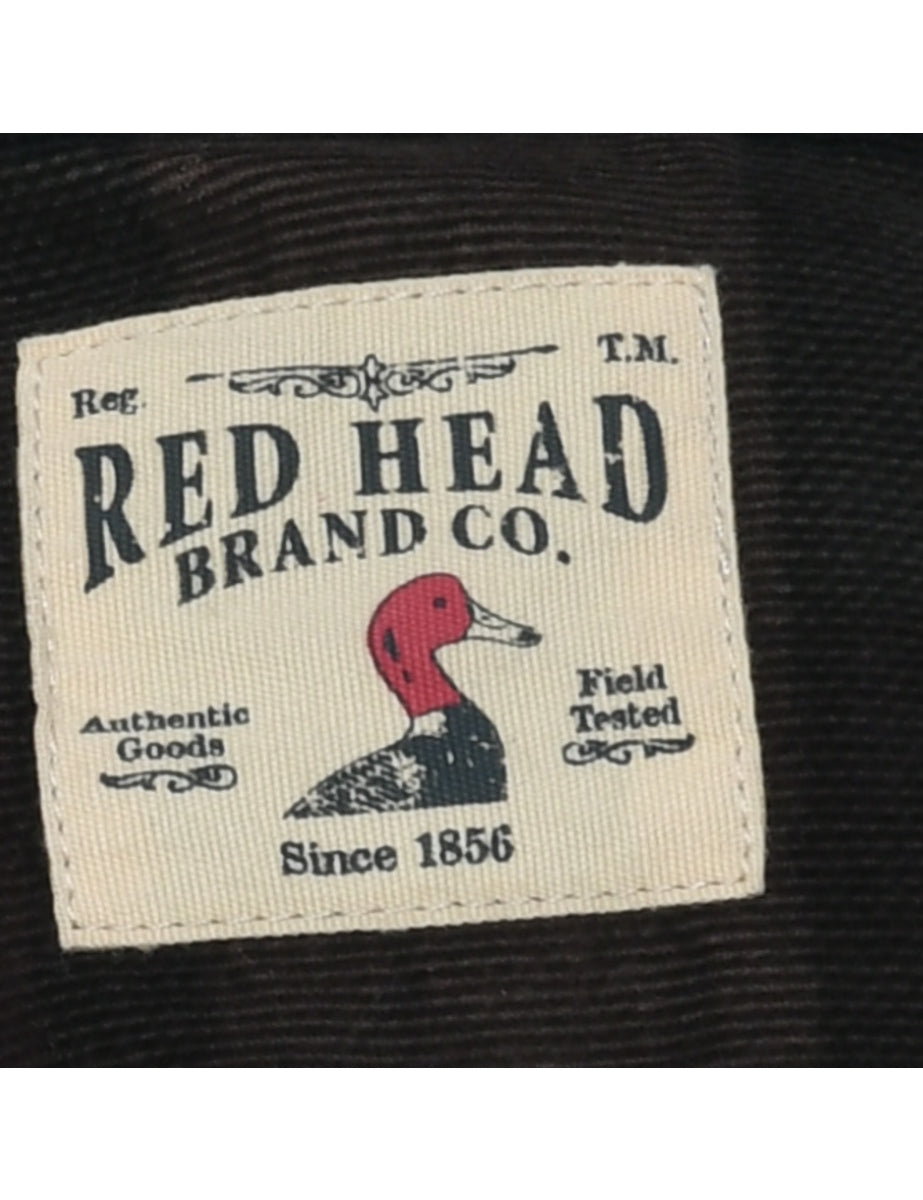 Reg. T.M.
RED HEAD
BRAND CO.
Authentic
Goods
Field
Tested
Since 1856